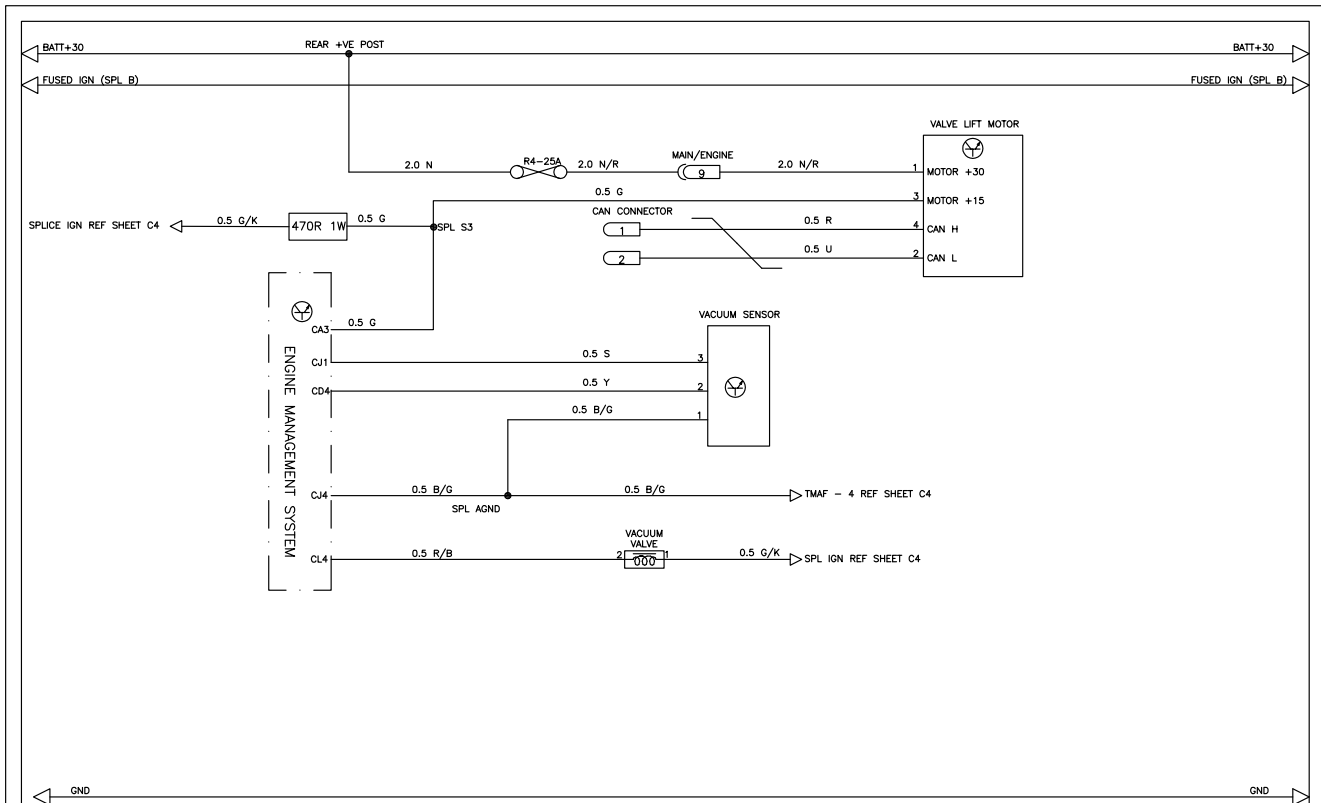 BATT+30
REAR +VE POST
BATT+30
FUSED IGN (SPL B)
FUSED IGN (SPL B)
VALVE LIFT MOTOR
2.0 N
R4-25A
2.0 N/R
MAIN/ENGINE
9
2.0 N/R
1
MOTOR +30
0.5 G
3
MOTOR +15
SPLICE IGN REF SHEET C4
0.5 G/K
470R 1W
0.5 G
SPL S3
CAN CONNECTOR
1
0.5 R
4
CAN H
2
0.5 U
2
CAN L
CA3
0.5 G
VACUUM SENSOR
ENGINE MANAGEMENT SYSTEM
CJ1
0.5 S
3
CD4
0.5 Y
2
0.5 B/G
1
CJ4
0.5 B/G
SPL AGND
0.5 B/G
TMAF - 4 REF SHEET C4
CL4
0.5 R/B
VACUUM
VALVE
2
1
0.5 G/K
SPL IGN REF SHEET C4
GND
GND